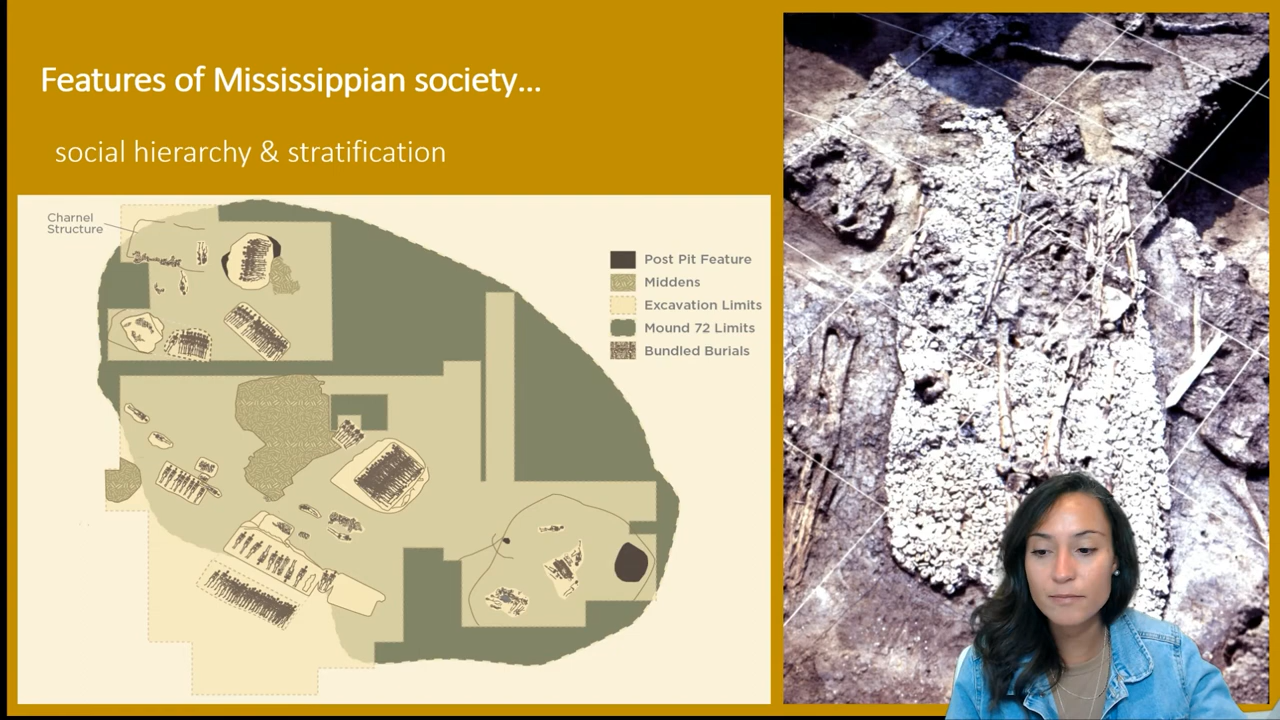 Features of Mississippian society...
social hierarchy & stratification
Charnel
Structure
Post Pit Feature
Middens
Excavation Limits
Mound 72 Limits
Bundled Burials